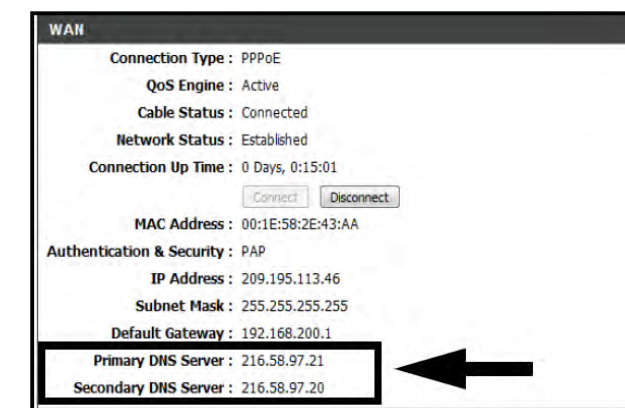 WAN
Connection Type : PPPoE
QoS Engine : Active
Cable Status : Connected
Network Status : Established
Connection Up Time : 0 Days, 0:15:01
Connect Disconnect
MAC Address : 00:1E:58:2E:43:AA
Authentication & Security : PAP
IP Address : 209.195.113.46
Subnet Mask : 255.255.255.255
Default Gateway : 192.168.200.1
Primary DNS Server : 216.58.97.21
Secondary DNS Server : 216.58.97.20